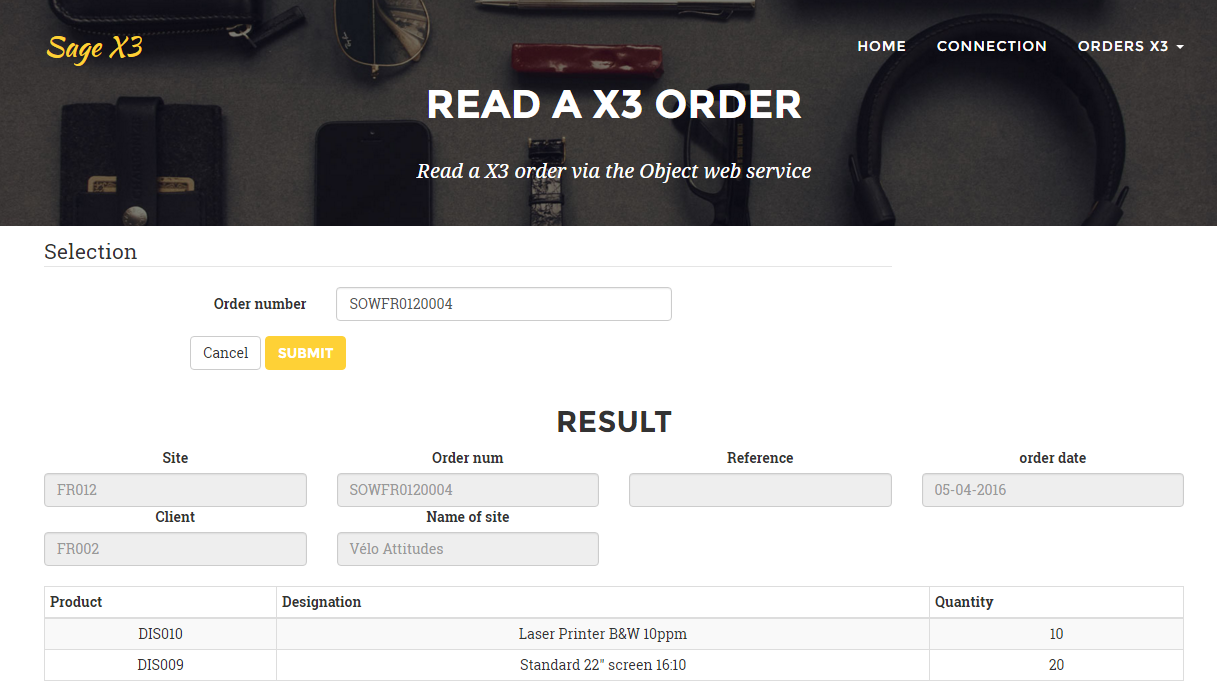 Sage X3
HOME CONNECTION ORDERS X3
READ A X3 ORDER
Read a X3 order via the Object web service
Selection
Order number SOWFR0120004
Cancel SUBMIT
RESULT
Site Order num Reference order date
FR012 SOWFR0120004 05-04-2016
Client Name of site
FR002 Vélo Attitudes
Product Designation Quantity
DIS010 Laser Printer B&W 10ppm 10
DIS009 Standard 22" screen 16:10 20